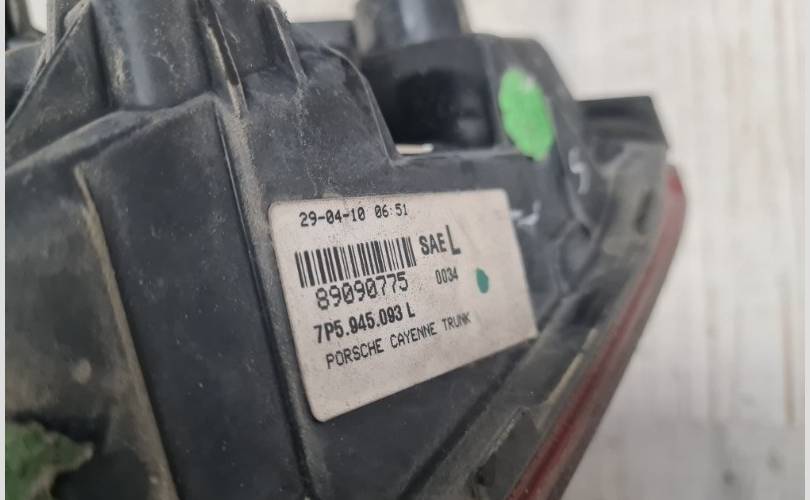 29-04-10 06:51
SAE L
89090775 0034
7P5.945.093 L
PORSCHE CAYENNE TRUNK